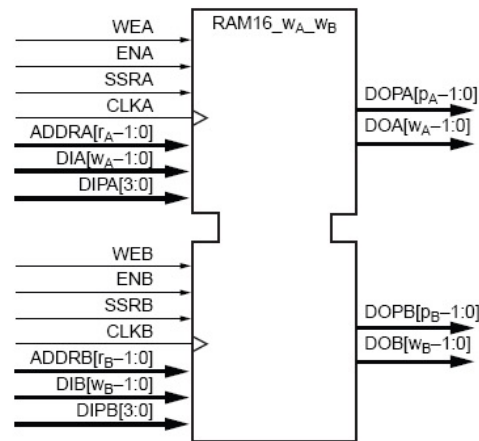 RAM16_wA_wB
WEA
ENA
SSRA
CLKA
ADDRA[rA–1:0]
DIA[wA–1:0]
DIPA[3:0]
DOPA[pA–1:0]
DOA[wA–1:0]
WEB
ENB
SSRB
CLKB
ADDRB[rB–1:0]
DIB[wB–1:0]
DIPB[3:0]
DOPB[pB–1:0]
DOB[wB–1:0]